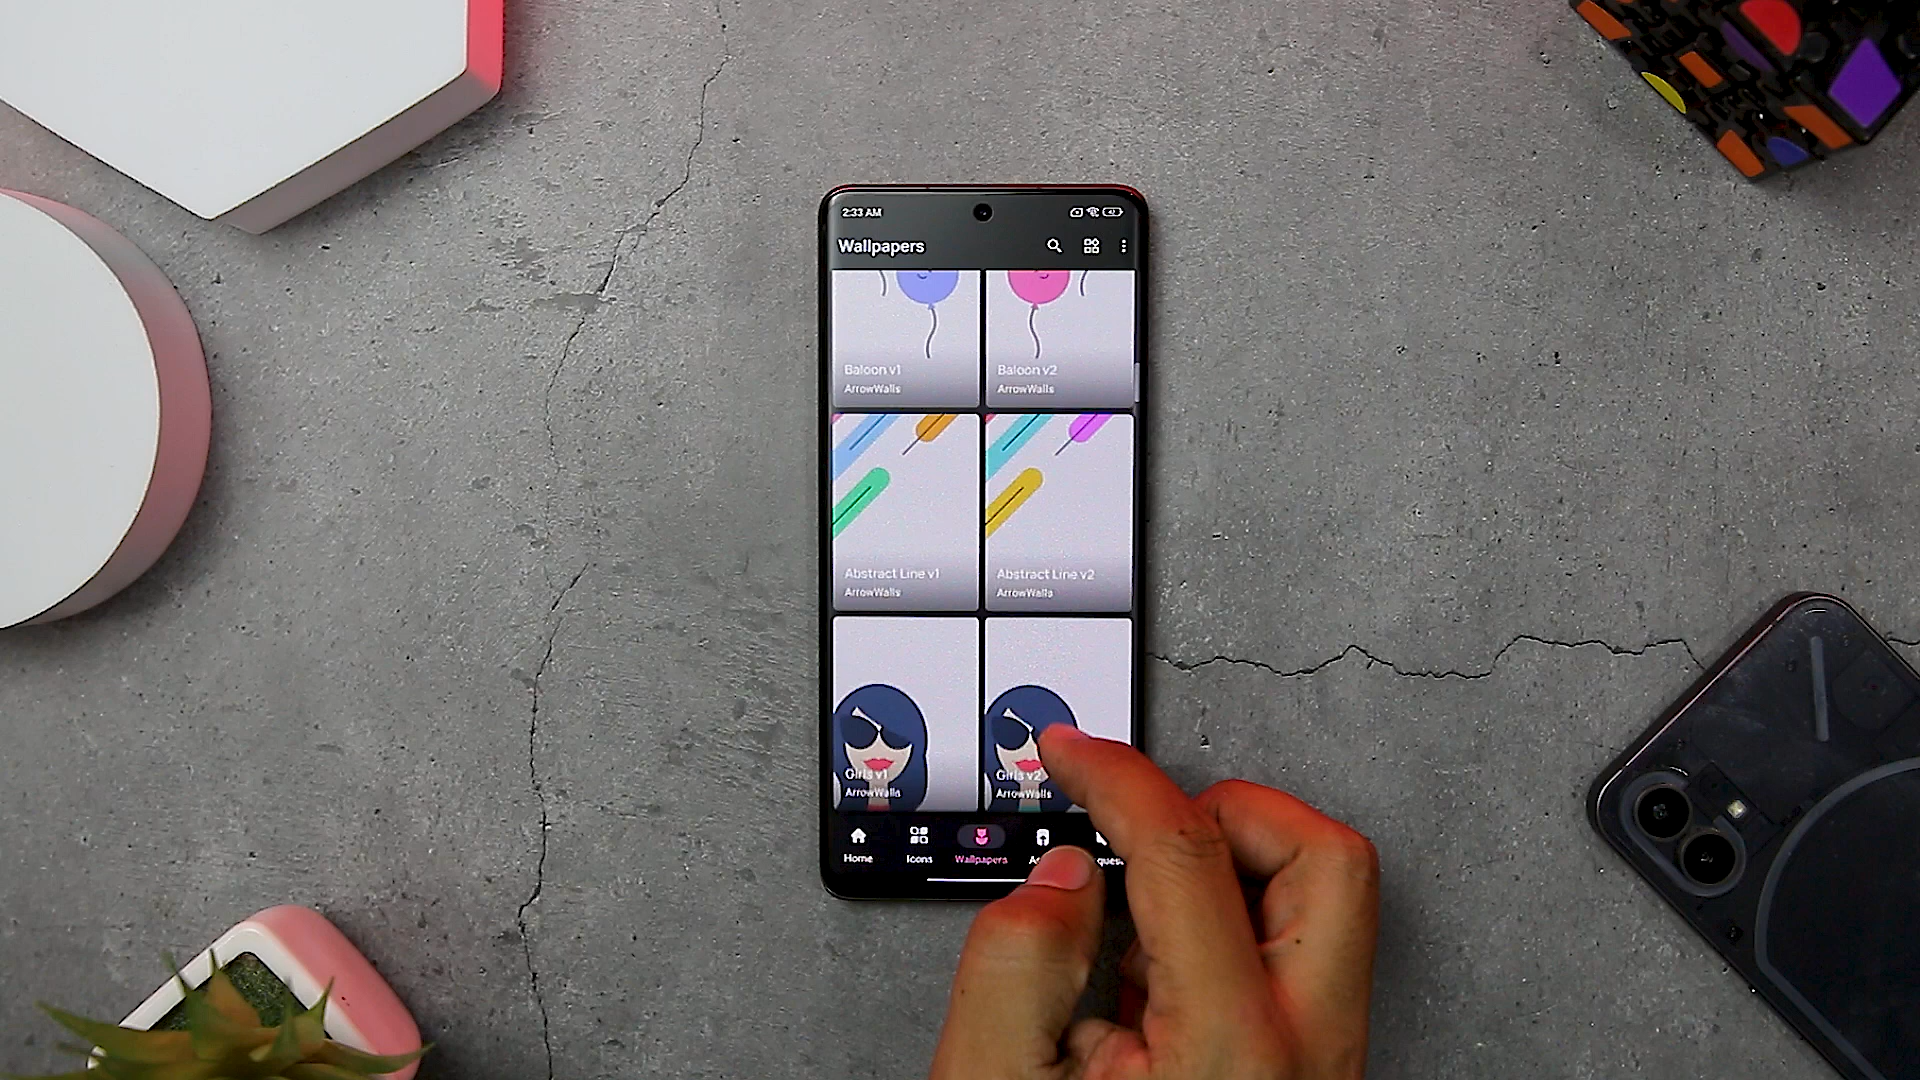 2:33 AM
Wallpapers
Baloon v1
ArrowWalls
Baloon v2
ArrowWalls
Abstract Line v1
ArrowWalls
Abstract Line v2
ArrowWalls
Girls v1
ArrowWalls
Girls v2
ArrowWalls
Home
Icons
Wallpapers